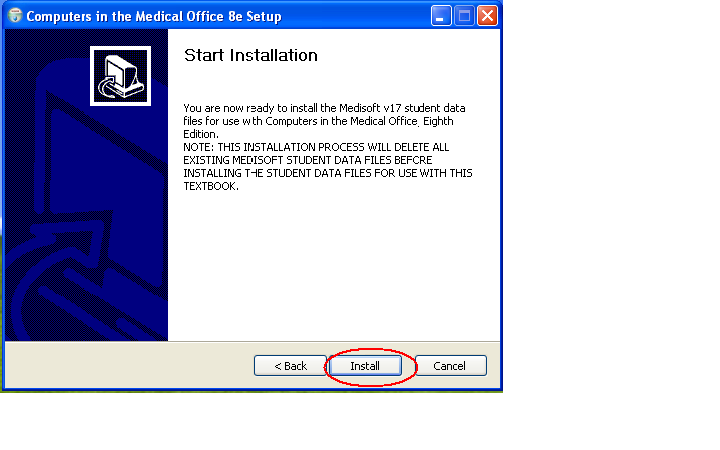 Computers in the Medical Office 8e Setup
Start Installation
You are now ready to install the Medisoft v17 student data
files for use with Computers in the Medical Office, Eighth
Edition.
NOTE: THIS INSTALLATION PROCESS WILL DELETE ALL
EXISTING MEDISOFT STUDENT DATA FILES BEFORE
INSTALLING THE STUDENT DATA FILES FOR USE WITH THIS
TEXTBOOK.
< Back Install Cancel